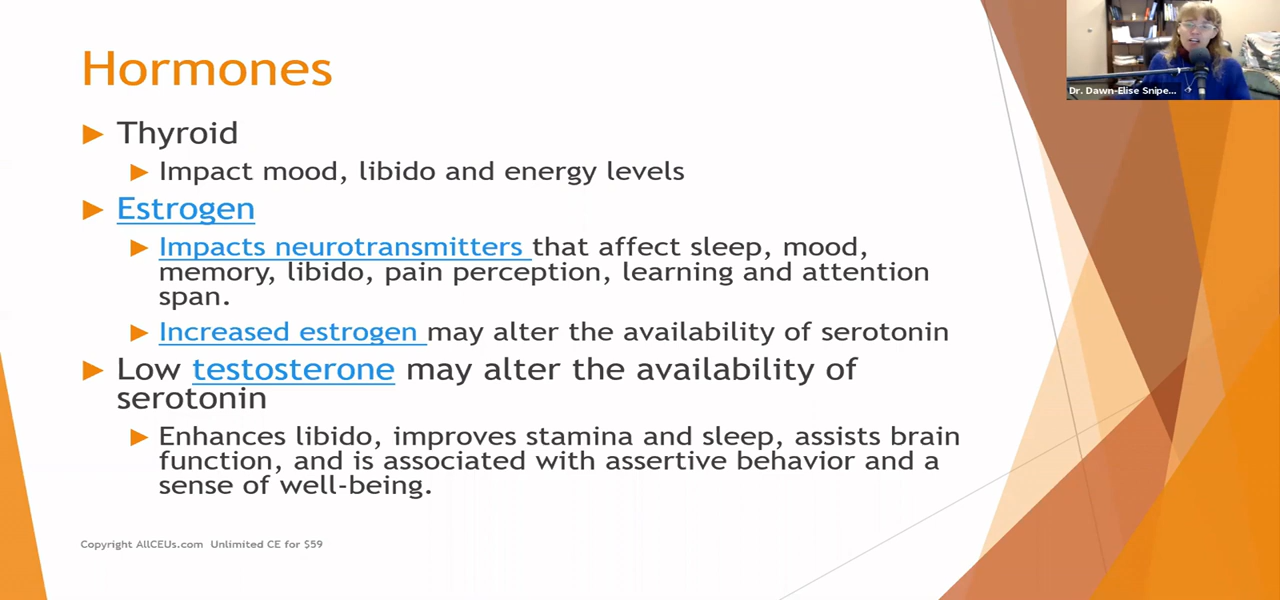 Hormones
Dr. Dawn-Elise Snipe...
► Thyroid
► Impact mood, libido and energy levels
► Estrogen
► Impacts neurotransmitters that affect sleep, mood,
memory, libido, pain perception, learning and attention
span.
► Increased estrogen may alter the availability of serotonin
► Low testosterone may alter the availability of
serotonin
► Enhances libido, improves stamina and sleep, assists brain
function, and is associated with assertive behavior and a
sense of well-being.
Copyright AllCEUs.com Unlimited CE for $59